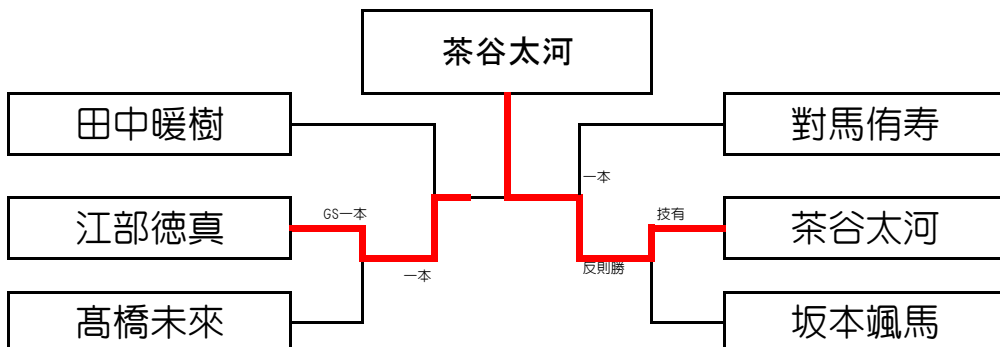 茶谷太河
田中暖樹
對馬侑寿
一本
江部徳真
GS一本
技有
茶谷太河
一本
反則勝
髙橋未來
坂本颯馬